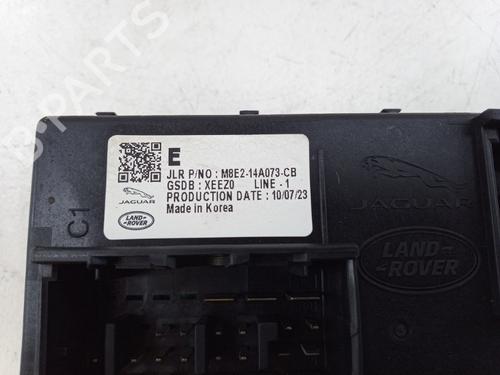 E
JLR P/NO : M8E2-14A073-CB
GSDB : XEEZ0 LINE - 1
PRODUCTION DATE : 10/07/23
Made in Korea
JAGUAR
LAND-
ROVER
C1
JAGUAR
LAND-
ROVER
B-PARTS